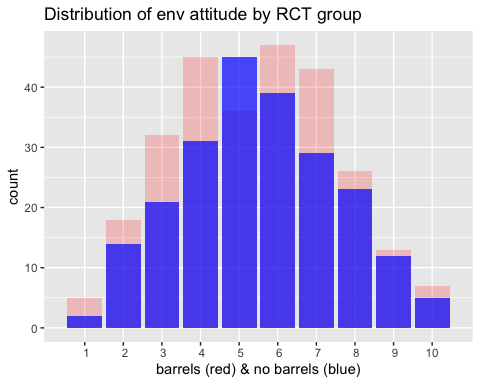 Distribution of env attitude by RCT group
count
40
30
20
10
0
1 2 3 4 5 6 7 8 9 10
barrels (red) & no barrels (blue)